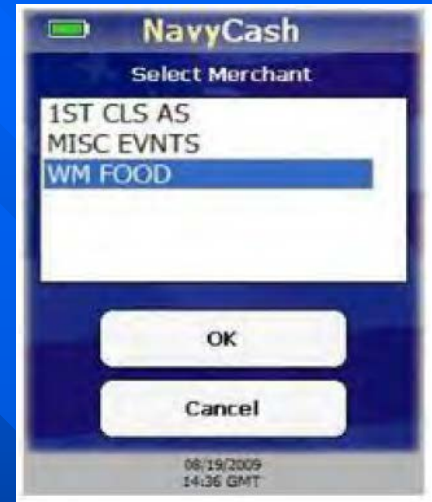 NavyCash
Select Merchant
1ST CLS AS
MISC EVNTS
WM FOOD
OK
Cancel
08/19/2009
14:36 GMT